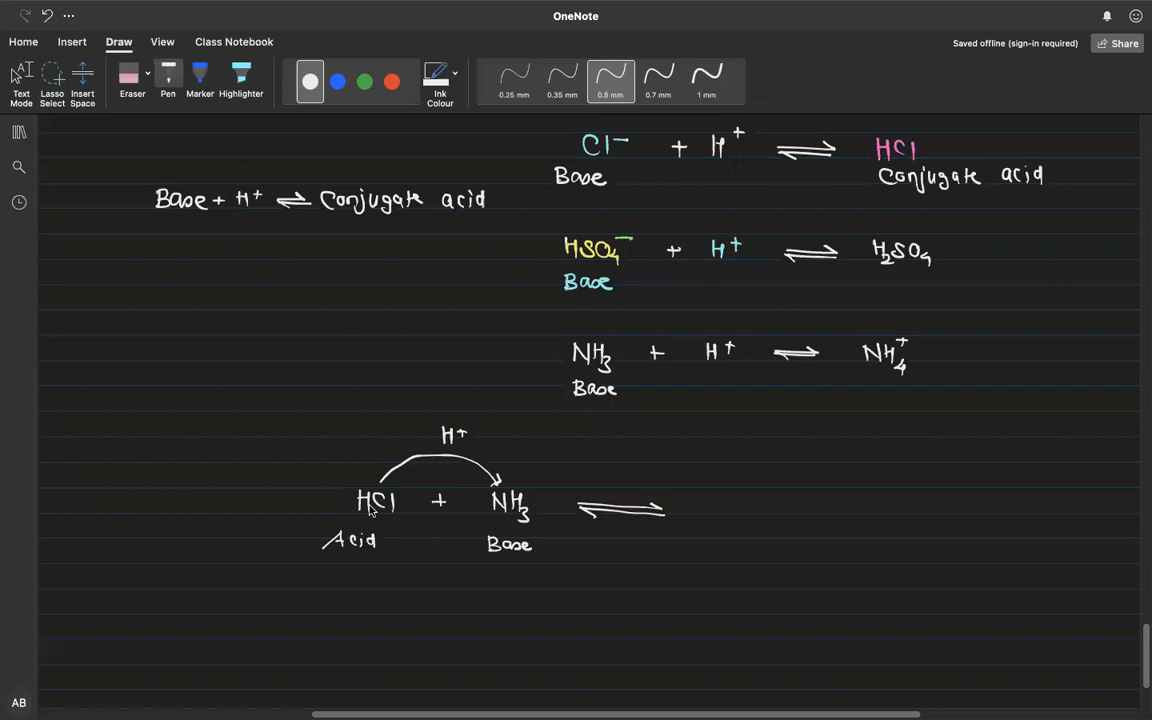 OneNote
Home Insert Draw View Class Notebook
Saved offline (sign-in required) Share
Text Mode Lasso Select Insert Space Eraser Pen Marker Highlighter Ink Colour 0.25 mm 0.35 mm 0.5 mm 0.7 mm 1 mm
Cl⁻ + H⁺ ⇌ HCl
Base Conjugate acid
Base + H⁺ ⇌ Conjugate acid
HSO₄⁻ + H⁺ ⇌ H₂SO₄
Base
NH₃ + H⁺ ⇌ NH₄⁺
Base
H⁺
HCl + NH₃ ⇌
Acid Base
AB